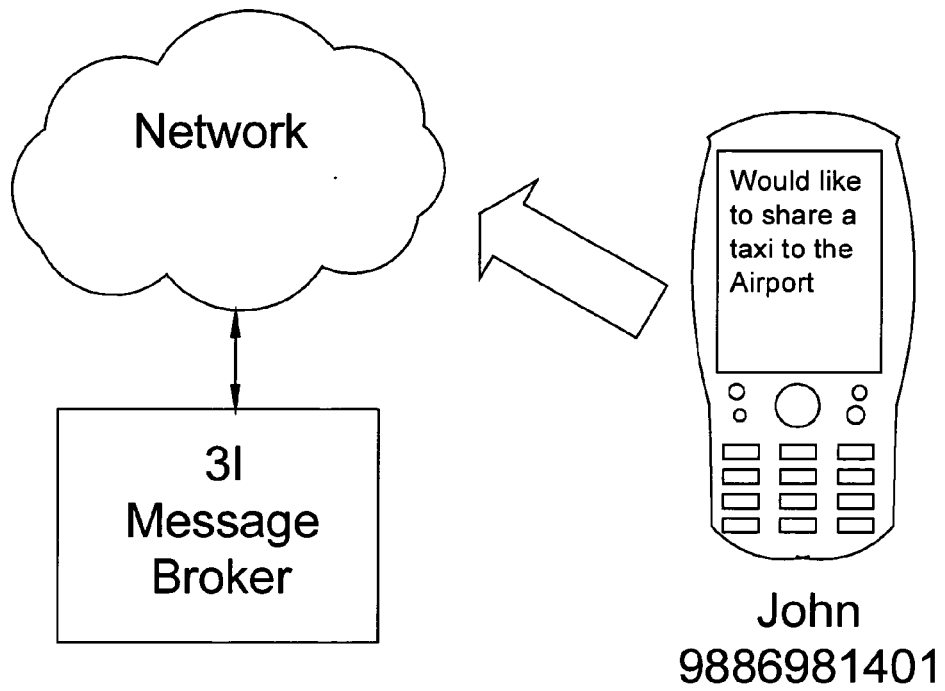 Network
Would like
to share a
taxi to the
Airport
3I
Message
Broker
John
9886981401